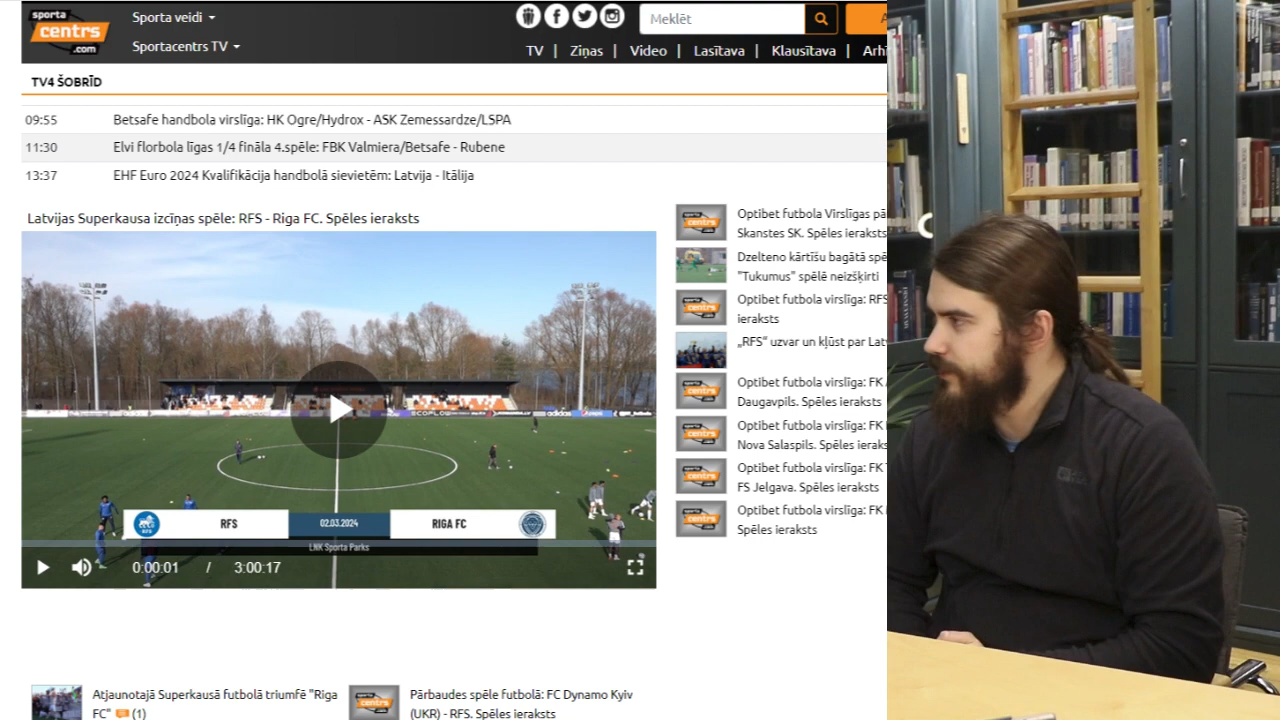 sporta
centrs
.com
Sporta veidi
Sportacentrs TV
Meklēt
TV | Ziņas | Video | Lasītava | Klausītava | Arhī
TV4 ŠOBRĪD
09:55 Betsafe handbola virslīga: HK Ogre/Hydrox - ASK Zemessardze/LSPA
11:30 Elvi florbola līgas 1/4 fināla 4.spēle: FBK Valmiera/Betsafe - Rubene
13:37 EHF Euro 2024 Kvalifikācija handbolā sievietēm: Latvija - Itālija
Latvijas Superkausa izcīņas spēle: RFS - Riga FC. Spēles ieraksts
RFS 02.03.2024 RIGA FC
LNK Sporta Parks
0:00:01 / 3:00:17
Optibet futbola Virslīgas pā
Skanstes SK. Spēles ieraksts
Dzelteno kārtīšu bagātā spē
"Tukumus" spēlē neizšķirti
Optibet futbola virslīga: RFS
ieraksts
„RFS“ uzvar un kļūst par Latv
Optibet futbola virslīga: FK
Daugavpils. Spēles ieraksts
Optibet futbola virslīga: FK
Nova Salaspils. Spēles ieraks
Optibet futbola virslīga: FK
FS Jelgava. Spēles ieraksts
Optibet futbola virslīga: FK
Spēles ieraksts
Atjaunotajā Superkausā futbolā triumfē "Riga
FC" (1)
Pārbaudes spēle futbolā: FC Dynamo Kyiv
(UKR) - RFS. Spēles ieraksts